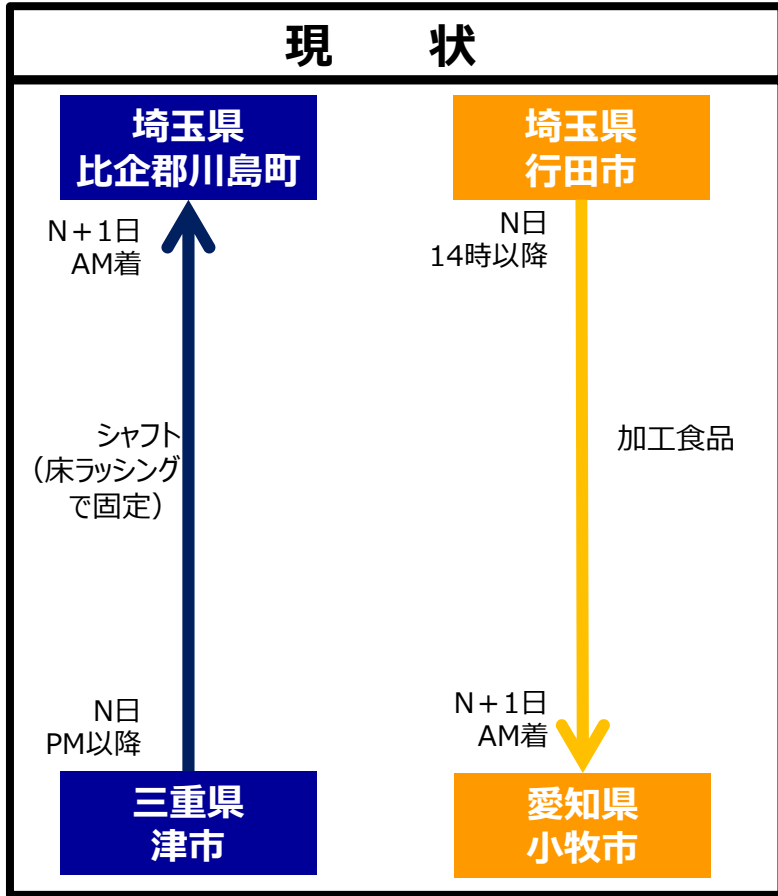 現 状
埼玉県
比企郡川島町
N+1日
AM着
シャフト
（床ラッシング
で固定）
N日
PM以降
三重県
津市
埼玉県
行田市
N日
14時以降
加工食品
N+1日
AM着
愛知県
小牧市